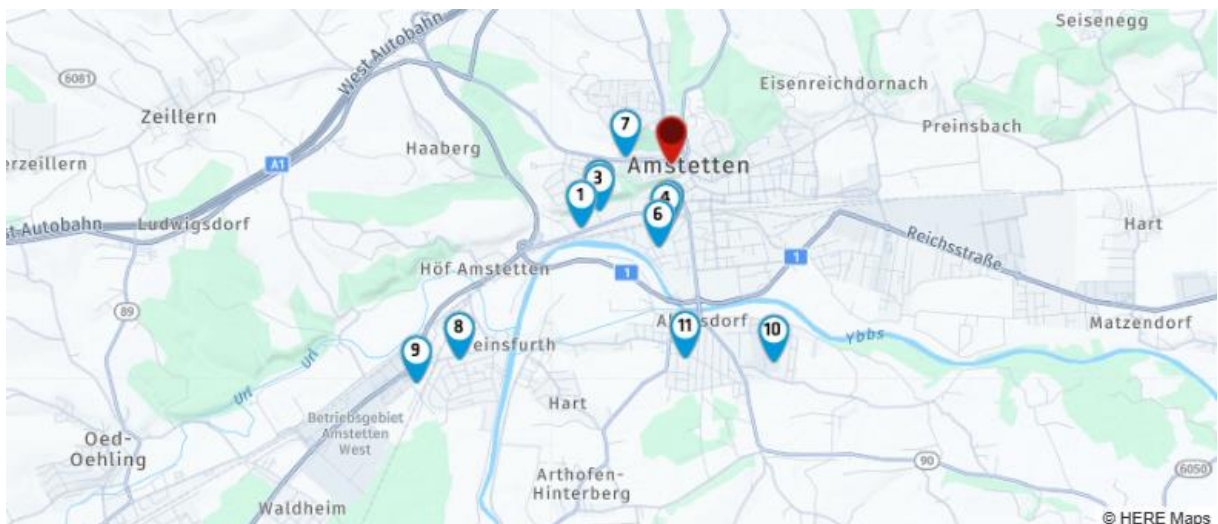 Seisenegg
West Autobahn
6081
Eisenreichdornach
Zeillern
7
Preinsbach
Haaberg
erzeillern
A1
Amstetten
3
1
4
6
st Autobahn
Ludwigsdorf
Hart
Reichsstraße
Höf Amstetten
1
1
89
8
11
10
Ybbs
Matzendorf
9
einsfurth
Url
Url
Hart
Betriebsgebiet
Amstetten
West
Oed-
Oehling
90
6050
Arthofen-
Hinterberg
Waldheim
© HERE Maps